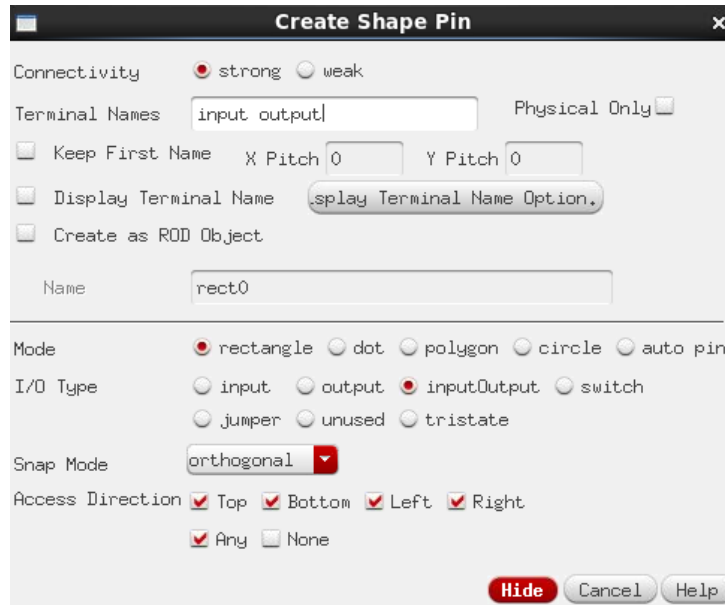 Create Shape Pin ×
Connectivity strong weak
Terminal Names input output Physical Only
Keep First Name X Pitch 0 Y Pitch 0
Display Terminal Name .splay Terminal Name Option.
Create as ROD Object
Name rect0
Mode rectangle dot polygon circle auto pin
I/O Type input output inputOutput switch
jumper unused tristate
Snap Mode orthogonal
Access Direction Top Bottom Left Right
Any None
Hide Cancel Help